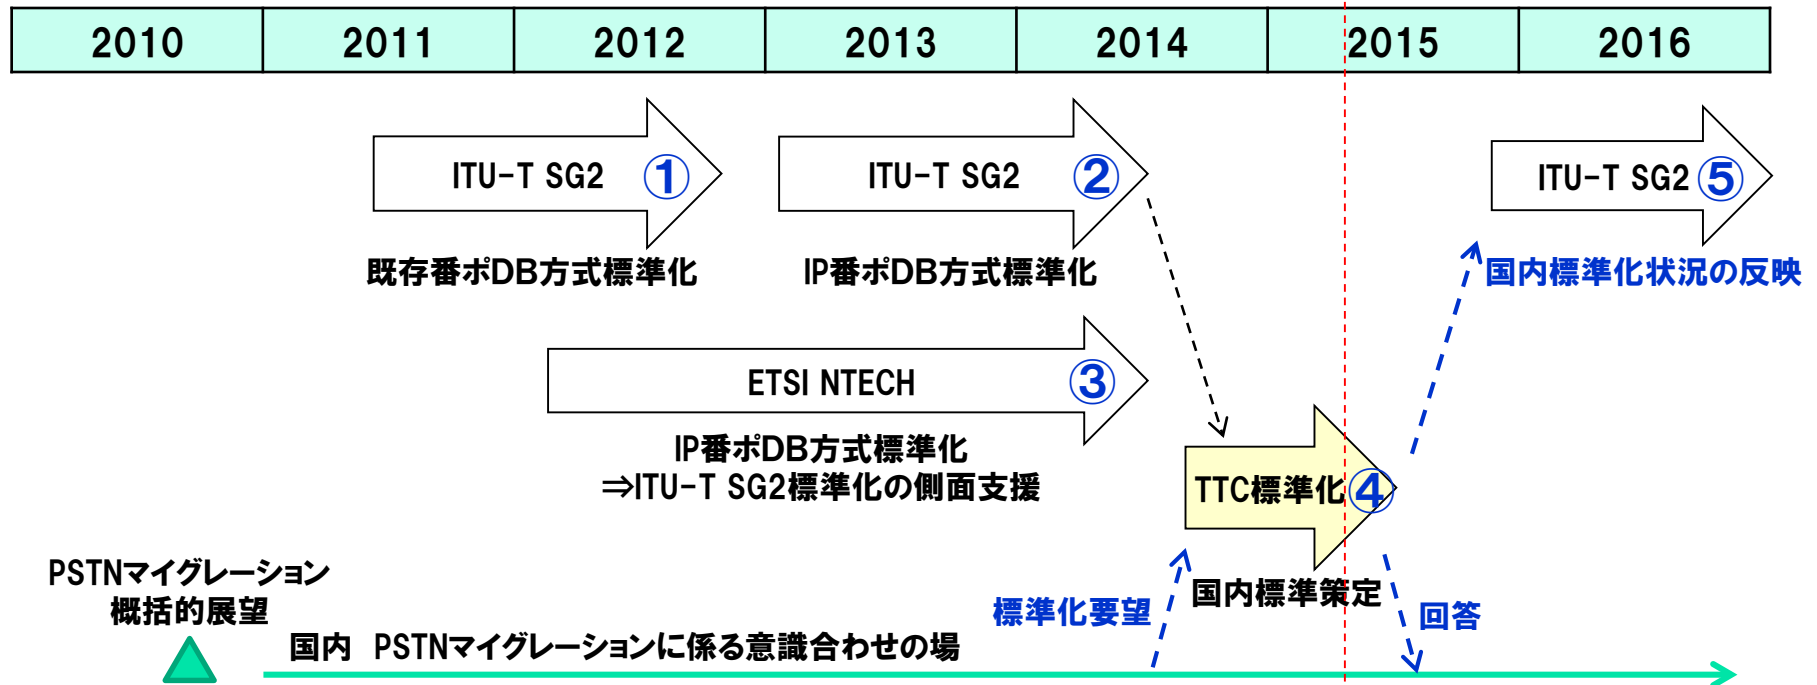 2010 2011 2012 2013 2014 2015 2016
ITU-T SG2 ①
ITU-T SG2 ②
ITU-T SG2 ⑤
既存番ポDB方式標準化
IP番ポDB方式標準化
国内標準化状況の反映
ETSI NTECH ③
IP番ポDB方式標準化
⇒ITU-T SG2標準化の側面支援
TTC標準化 ④
国内標準策定
標準化要望
回答
PSTNマイグレーション
概括的展望
国内 PSTNマイグレーションに係る意識合わせの場